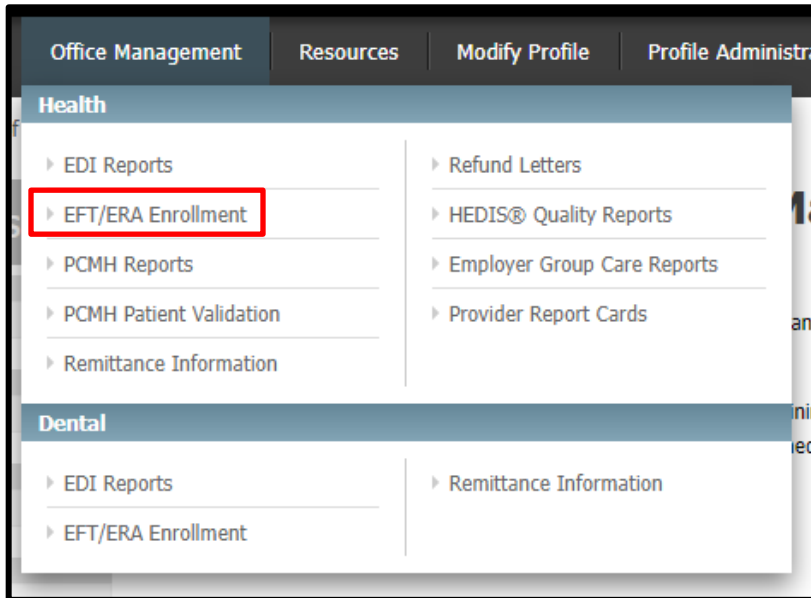 Office Management Resources Modify Profile Profile Administra
Health
EDI Reports
EFT/ERA Enrollment
PCMH Reports
PCMH Patient Validation
Remittance Information
Refund Letters
HEDIS® Quality Reports
Employer Group Care Reports
Provider Report Cards
Dental
EDI Reports
EFT/ERA Enrollment
Remittance Information